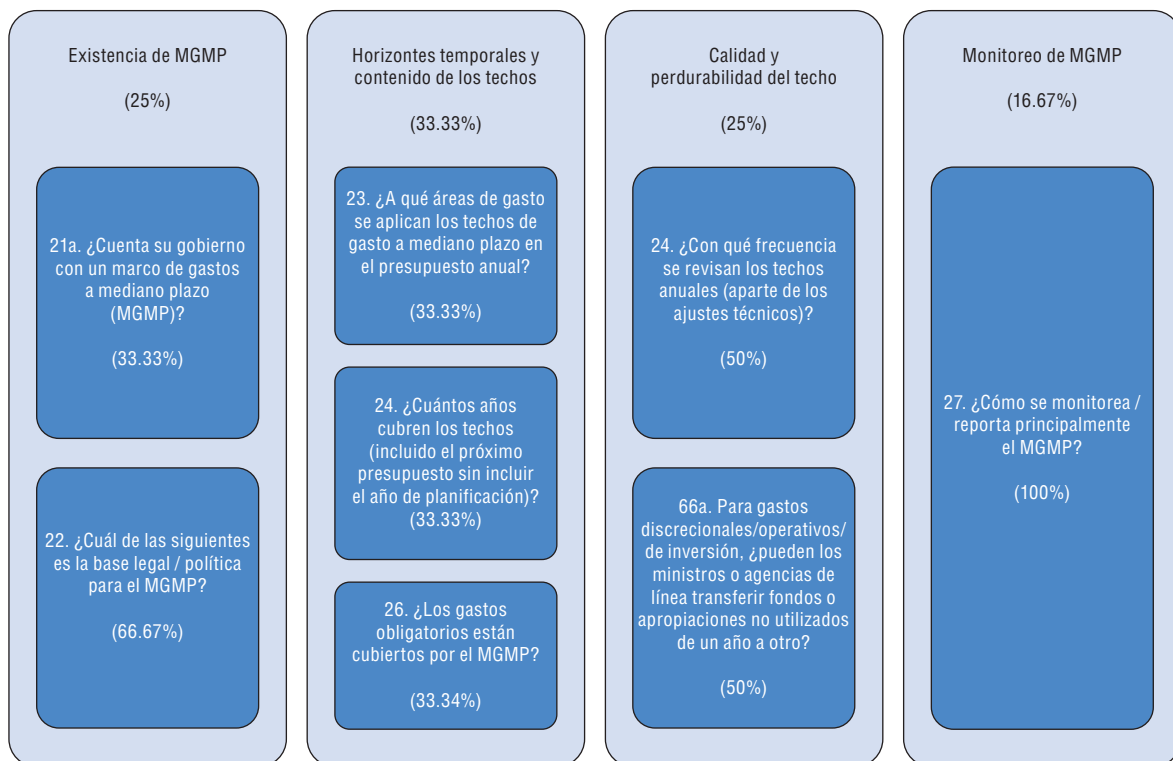 Existencia de MGMP
(25%)
21a. ¿Cuenta su gobierno
con un marco de gastos
a mediano plazo
(MGMP)?
(33.33%)
22. ¿Cuál de las siguientes
es la base legal / política
para el MGMP?
(66.67%)
Horizontes temporales y
contenido de los techos
(33.33%)
23. ¿A qué áreas de gasto
se aplican los techos de
gasto a mediano plazo en
el presupuesto anual?
(33.33%)
24. ¿Cuántos años
cubren los techos
(incluido el próximo
presupuesto sin incluir
el año de planificación)?
(33.33%)
26. ¿Los gastos
obligatorios están
cubiertos por el MGMP?
(33.34%)
Calidad y
perdurabilidad del techo
(25%)
24. ¿Con qué frecuencia
se revisan los techos
anuales (aparte de los
ajustes técnicos)?
(50%)
66a. Para gastos
discrecionales/operativos/
de inversión, ¿pueden los
ministros o agencias de
línea transferir fondos o
apropiaciones no utilizados
de un año a otro?
(50%)
Monitoreo de MGMP
(16.67%)
27. ¿Cómo se monitorea /
reporta principalmente
el MGMP?
(100%)